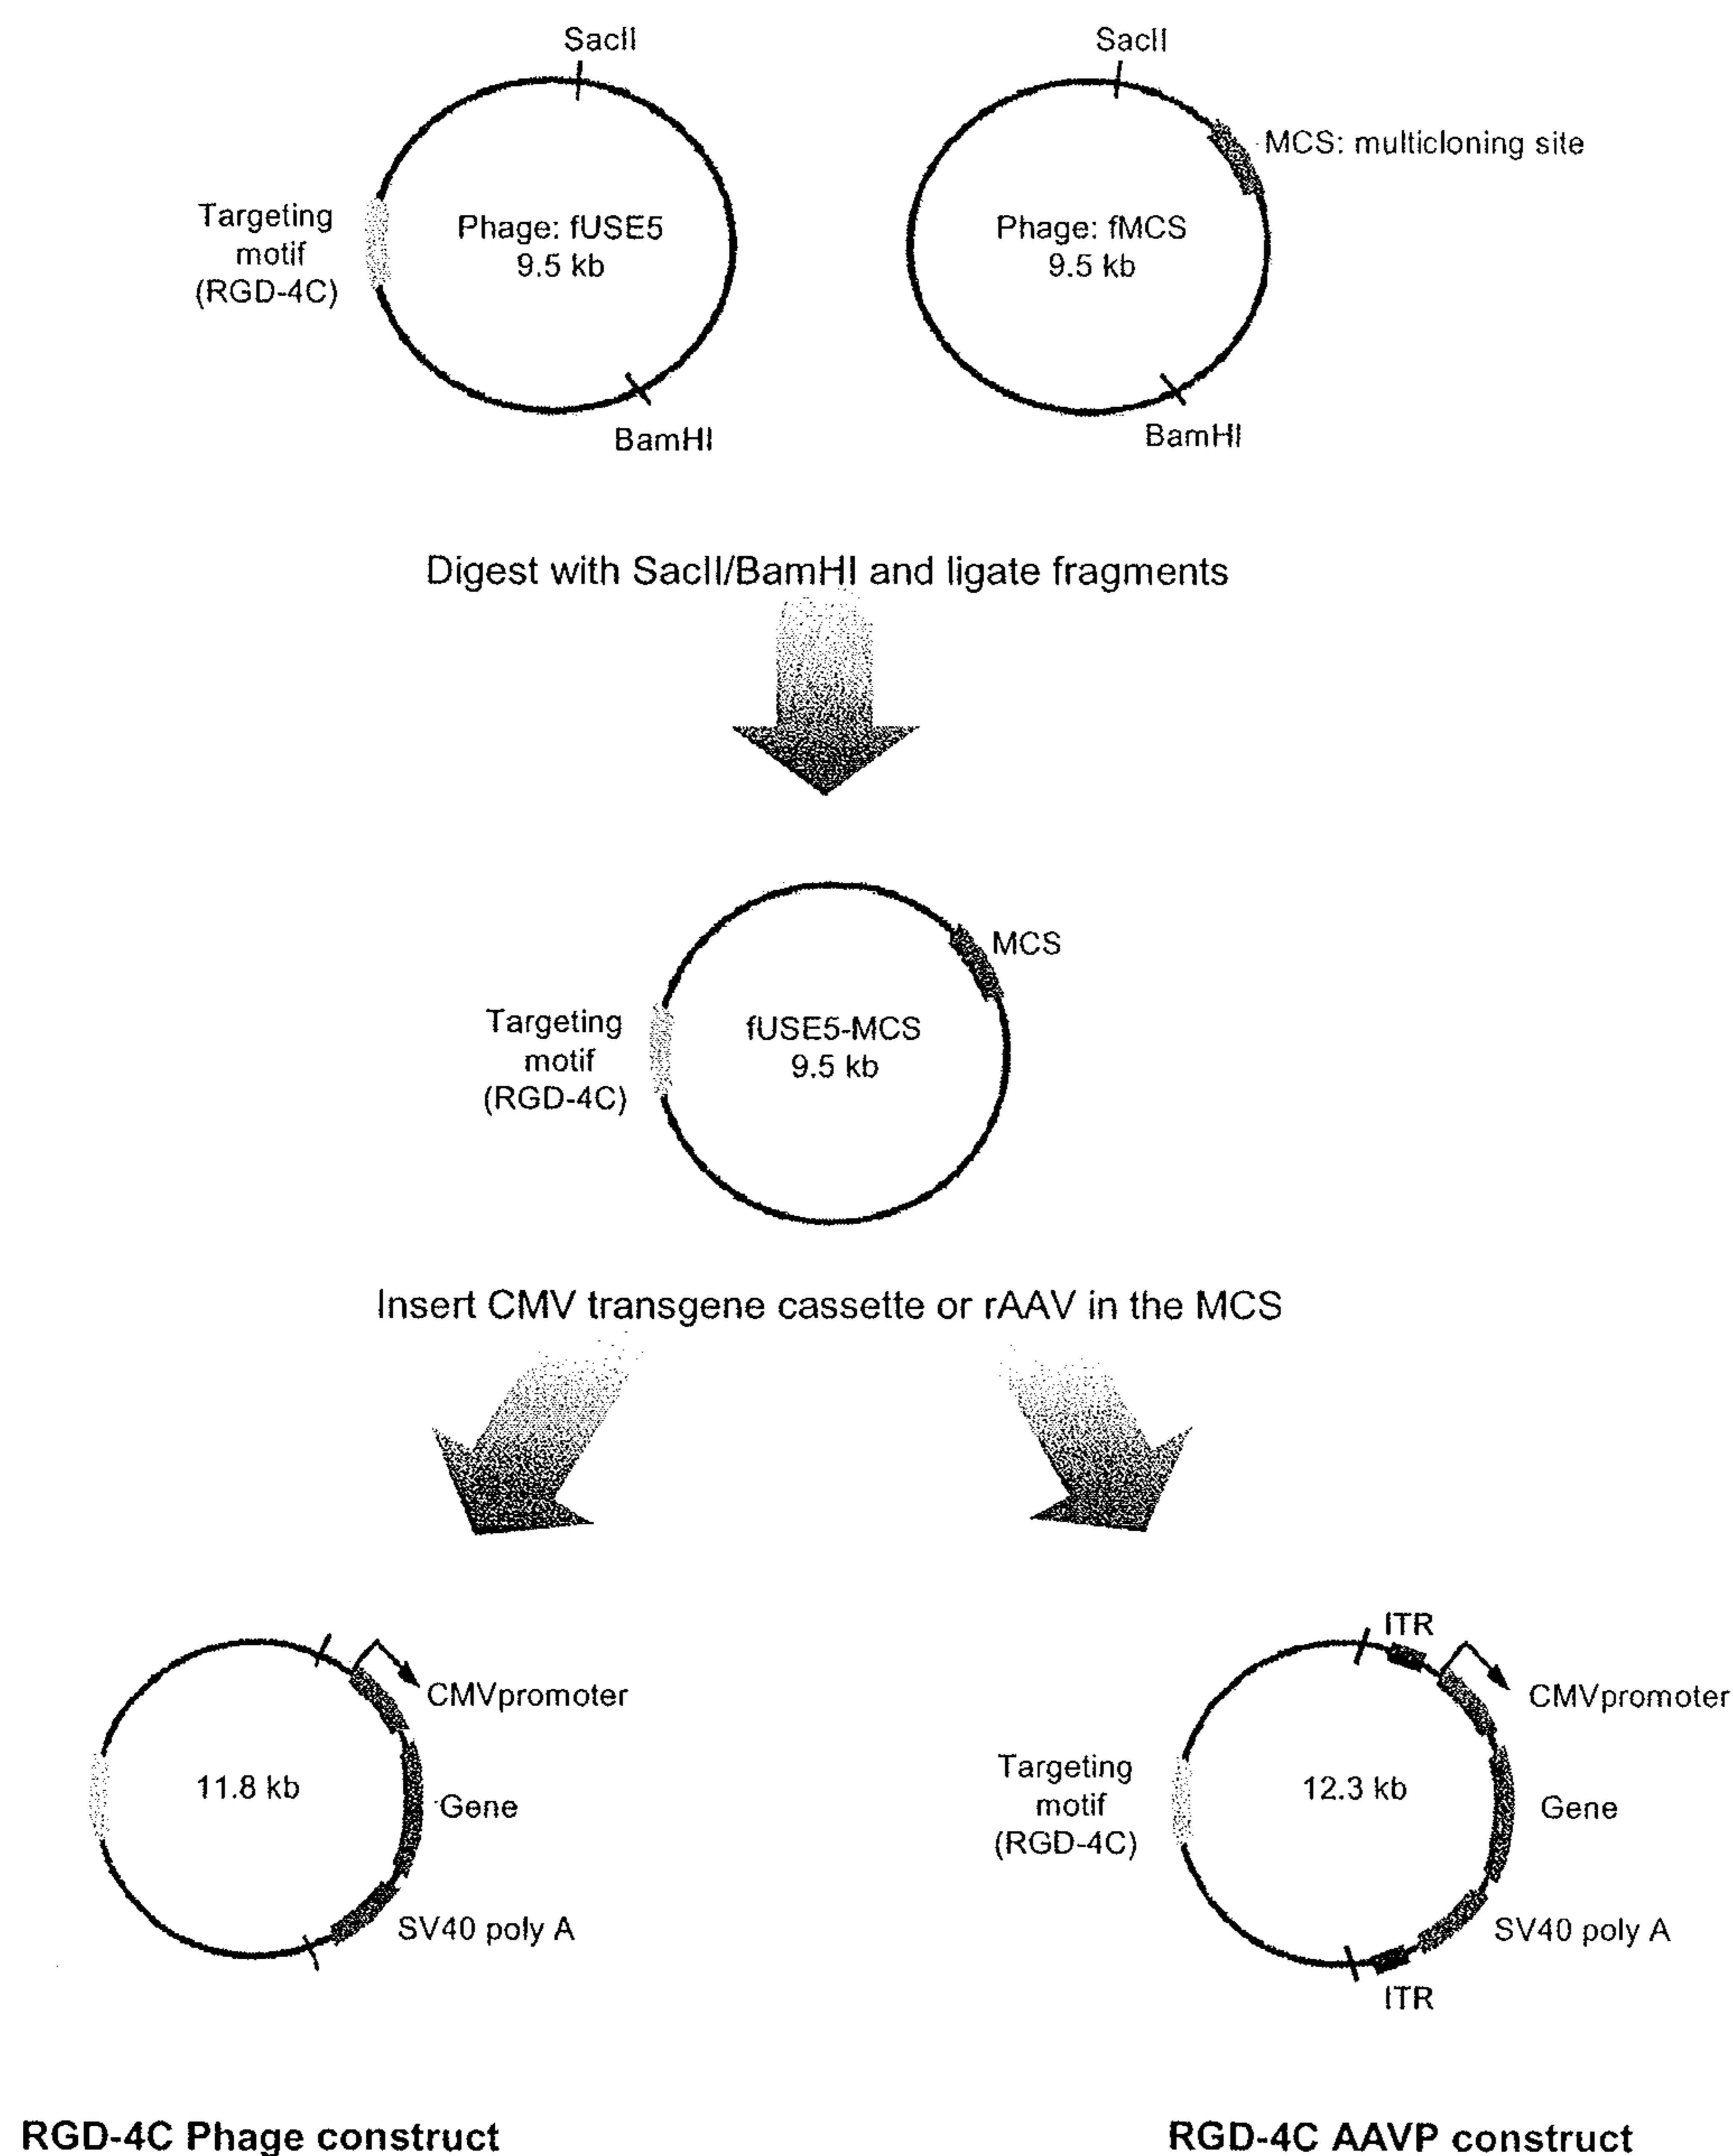 SacII
SacII
MCS: multicloning site
Targeting
motif
(RGD-4C)
Phage: fUSE5
9.5 kb
Phage: fMCS
9.5 kb
BamHI
BamHI
Digest with SacII/BamHI and ligate fragments
MCS
Targeting
motif
(RGD-4C)
fUSE5-MCS
9.5 kb
Insert CMV transgene cassette or rAAV in the MCS
CMVpromoter
11.8 kb
Gene
SV40 poly A
ITR
CMVpromoter
Targeting
motif
(RGD-4C)
12.3 kb
Gene
SV40 poly A
ITR
RGD-4C Phage construct
RGD-4C AAVP construct